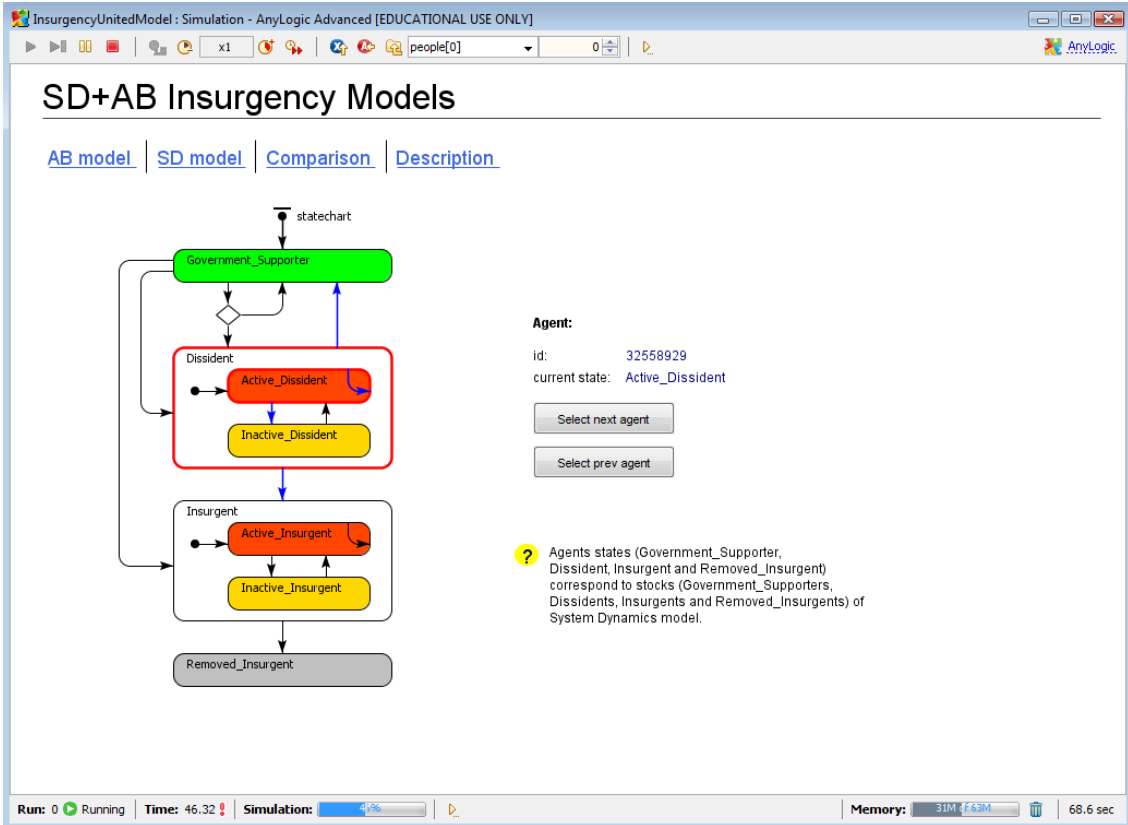 InsurgencyUnitedModel : Simulation - AnyLogic Advanced [EDUCATIONAL USE ONLY]
x1 people[0] 0 AnyLogic
SD+AB Insurgency Models
AB model SD model Comparison Description
statechart
Government_Supporter
Dissident
Active_Dissident
Inactive_Dissident
Insurgent
Active_Insurgent
Inactive_Insurgent
Removed_Insurgent
Agent:
id: 32558929
current state: Active_Dissident
Select next agent
Select prev agent
? Agents states (Government_Supporter,
Dissident, Insurgent and Removed_Insurgent)
correspond to stocks (Government_Supporters,
Dissidents, Insurgents and Removed_Insurgents) of
System Dynamics model.
Run: 0 Running Time: 46.32 Simulation: Memory: 31M of 63M 68.6 sec